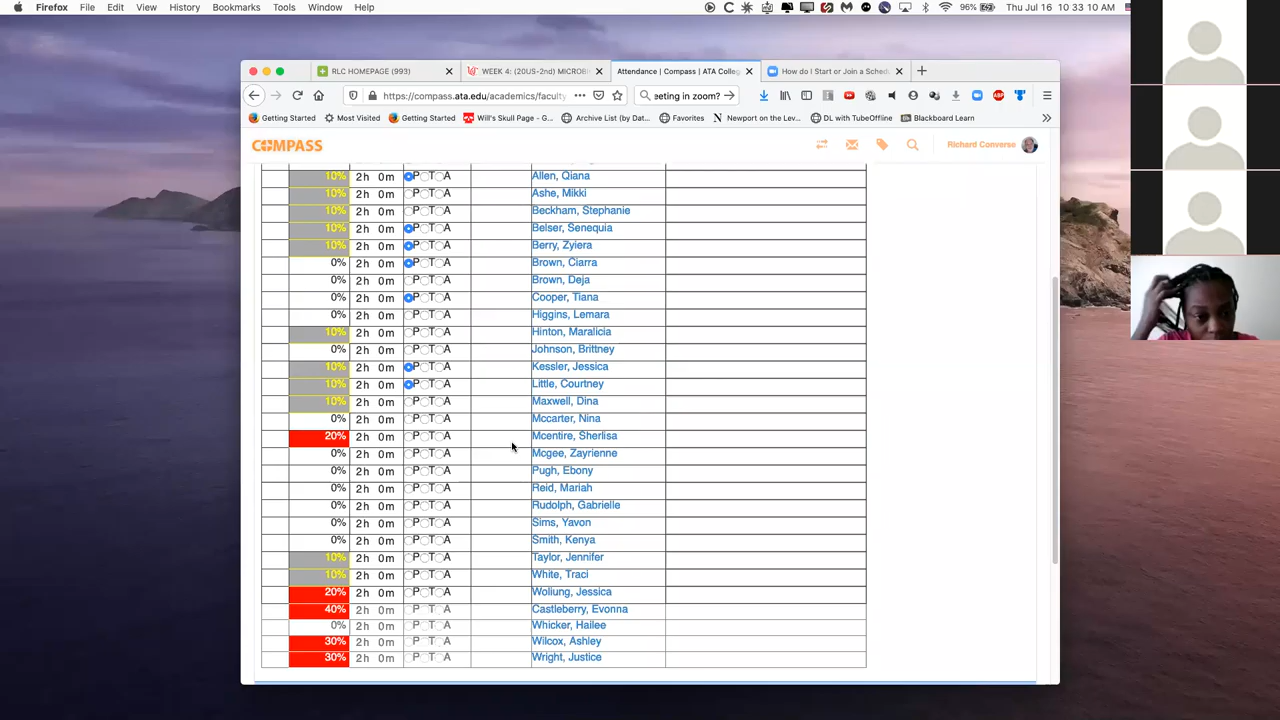 Firefox File Edit View History Bookmarks Tools Window Help 96% Thu Jul 16 10 33 10 AM
RLC HOMEPAGE (993) WEEK 4: (20US-2nd) MICROBI Attendance | Compass | ATA Colleg How do I Start or Join a Sched
https://compass.ata.edu/academics/faculty eeting in zoom?
Getting Started Most Visited Getting Started Will's Skull Page - G... Archive List (by Dat... Favorites Newport on the Lev... DL with TubeOffline Blackboard Learn
COMPASS Richard Converso
10% 2h 0m P T A Allen, Qiana
10% 2h 0m P T A Ashe, Mikki
10% 2h 0m P T A Beckham, Stephanie
10% 2h 0m P T A Belser, Senequia
10% 2h 0m P T A Berry, Zyiera
0% 2h 0m P T A Brown, Ciarra
0% 2h 0m P T A Brown, Deja
0% 2h 0m P T A Cooper, Tiana
0% 2h 0m P T A Higgins, Lemara
10% 2h 0m P T A Hinton, Maralicia
0% 2h 0m P T A Johnson, Brittney
10% 2h 0m P T A Kessler, Jessica
10% 2h 0m P T A Little, Courtney
10% 2h 0m P T A Maxwell, Dina
0% 2h 0m P T A Mccarter, Nina
20% 2h 0m P T A Mcentire, Sherlisa
0% 2h 0m P T A Mcgee, Zayrienne
0% 2h 0m P T A Pugh, Ebony
0% 2h 0m P T A Reid, Mariah
0% 2h 0m P T A Rudolph, Gabrielle
0% 2h 0m P T A Sims, Yavon
0% 2h 0m P T A Smith, Kenya
10% 2h 0m P T A Taylor, Jennifer
10% 2h 0m P T A White, Traci
20% 2h 0m P T A Woliung, Jessica
40% 2h 0m P T A Castleberry, Evonna
0% 2h 0m P T A Whicker, Hailee
30% 2h 0m P T A Wilcox, Ashley
30% 2h 0m P T A Wright, Justice